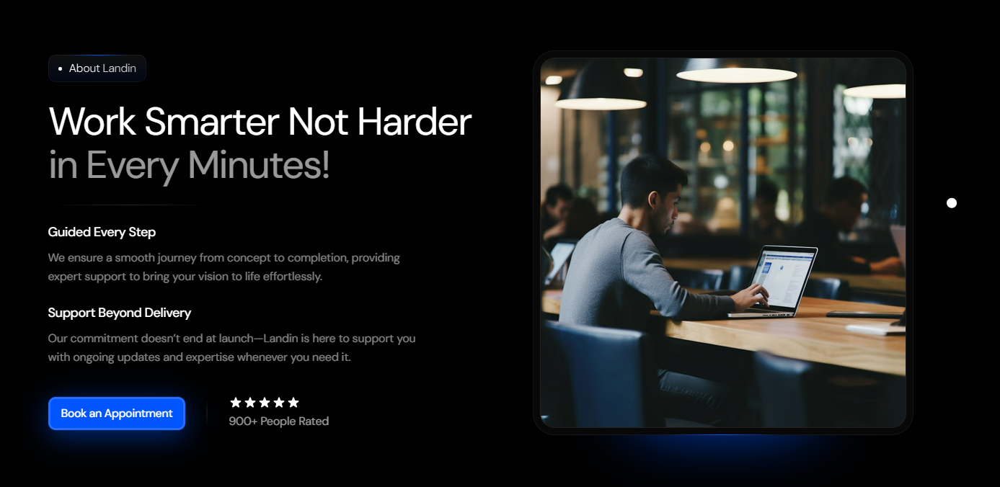 About Landin
Work Smarter Not Harder
in Every Minutes!
Guided Every Step
We ensure a smooth journey from concept to completion, providing
expert support to bring your vision to life effortlessly.
Support Beyond Delivery
Our commitment doesn’t end at launch—Landin is here to support you
with ongoing updates and expertise whenever you need it.
Book an Appointment
900+ People Rated